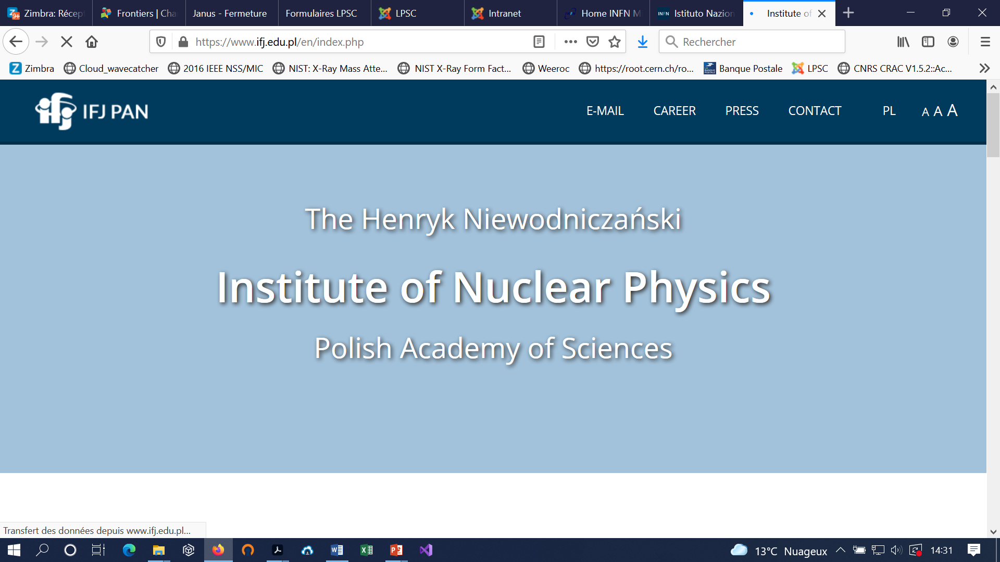 Zimbra: Récep
Frontiers | Cha
Janus - Fermeture
Formulaires LPSC
LPSC
Intranet
Home INFN M
INFN Istituto Nazion
Institute of
https://www.ifj.edu.pl/en/index.php
Rechercher
Zimbra
Cloud_wavecatcher
2016 IEEE NSS/MIC
NIST: X-Ray Mass Atte...
NIST X-Ray Form Fact...
Weeroc
https://root.cern.ch/ro...
Banque Postale
LPSC
CNRS CRAC V1.5.2::Ac...
IFJ PAN
E-MAIL
CAREER
PRESS
CONTACT
PL
A A A
The Henryk Niewodniczański
Institute of Nuclear Physics
Polish Academy of Sciences
Transfert des données depuis www.ifj.edu.pl...
13°C Nuageux
14:31